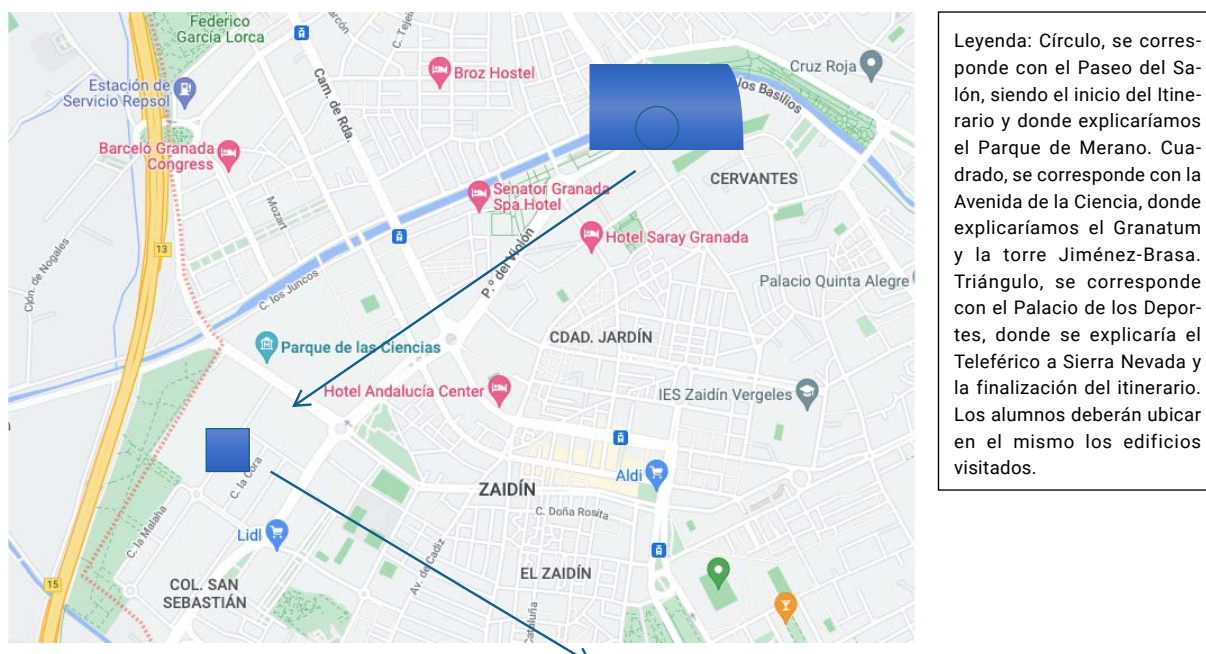 Federico
García Lorca
Estación de
Servicio Repsol
Cam. de Rda.
C. Teje
Broz Hostel
los Basilios
Cruz Roja
Barceló Granada
Congress
Mozart
13
Senator Granada
Spa Hotel
CERVANTES
Hotel Saray Granada
P.º del Violón
Cjón. de Nogales
C. los Juncos
Palacio Quinta Alegre
Parque de las Ciencias
CDAD. JARDÍN
Hotel Andalucía Center
IES Zaidín Vergeles
C. la Cora
Aldi
ZAIDÍN
C. Doña Rosita
C. la Malaha
Lidl
Av. de Cadiz
EL ZAIDÍN
15
COL. SAN
SEBASTIÁN
Cataluña
Leyenda: Círculo, se corres-
ponde con el Paseo del Sa-
lón, siendo el inicio del Itine-
rario y donde explicaríamos
el Parque de Merano. Cua-
drado, se corresponde con la
Avenida de la Ciencia, donde
explicaríamos el Granatum
y la torre Jiménez-Brasa.
Triángulo, se corresponde
con el Palacio de los Depor-
tes, donde se explicaría el
Teleférico a Sierra Nevada y
la finalización del itinerario.
Los alumnos deberán ubicar
en el mismo los edificios
visitados.